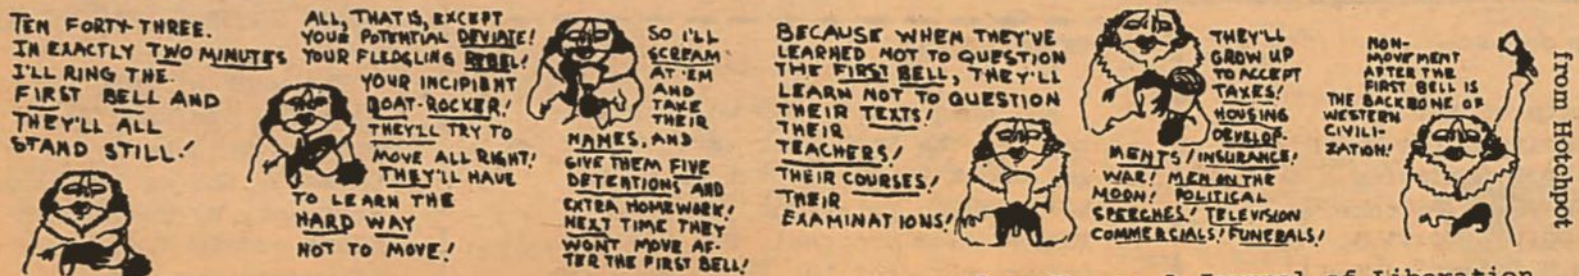 TEN FORTY-THREE.
IN EXACTLY TWO MINUTES
I'LL RING THE
FIRST BELL AND
THEY'LL ALL
STAND STILL!
ALL, THAT IS, EXCEPT
YOUR POTENTIAL DEVIATE!
YOUR FLEDGLING REBEL!
YOUR INCIPIENT
BOAT-ROCKER!
THEY'LL TRY TO
MOVE ALL RIGHT!
THEY'LL HAVE
TO LEARN THE
HARD WAY
NOT TO MOVE!
SO I'LL
SCREAM
AT 'EM
AND
TAKE
THEIR
NAMES, AND
GIVE THEM FIVE
DETENTIONS AND
EXTRA HOMEWORK!
NEXT TIME THEY
WONT MOVE AF-
TER THE FIRST BELL!
BECAUSE WHEN THEY'VE
LEARNED NOT TO QUESTION
THE FIRST BELL, THEY'LL
LEARN NOT TO QUESTION
THEIR TEXTS!
THEIR
TEACHERS!
THEIR COURSES!
THEIR
EXAMINATIONS!
THEY'LL
GROW UP
TO ACCEPT
TAXES!
HOUSING
DEVELOP-
MENTS! INSURANCE!
WAR! MEN ON THE
MOON! POLITICAL
SPEECHES! TELEVISION
COMMERCIALS! FUNERALS!
NON-
MOVEMENT
AFTER THE
FIRST BELL IS
THE BACKBONE OF
WESTERN
CIVILI-
ZATION!
from Hotchpot
Journal of Liberation